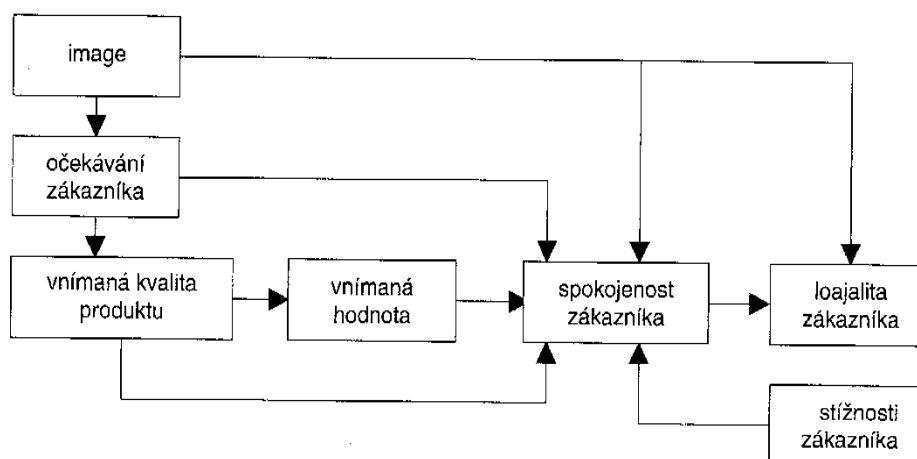 image
očekávání
zákazníka
vnímaná kvalita
produktu
vnímaná
hodnota
spokojenost
zákazníka
loajalita
zákazníka
stížnosti
zákazníka